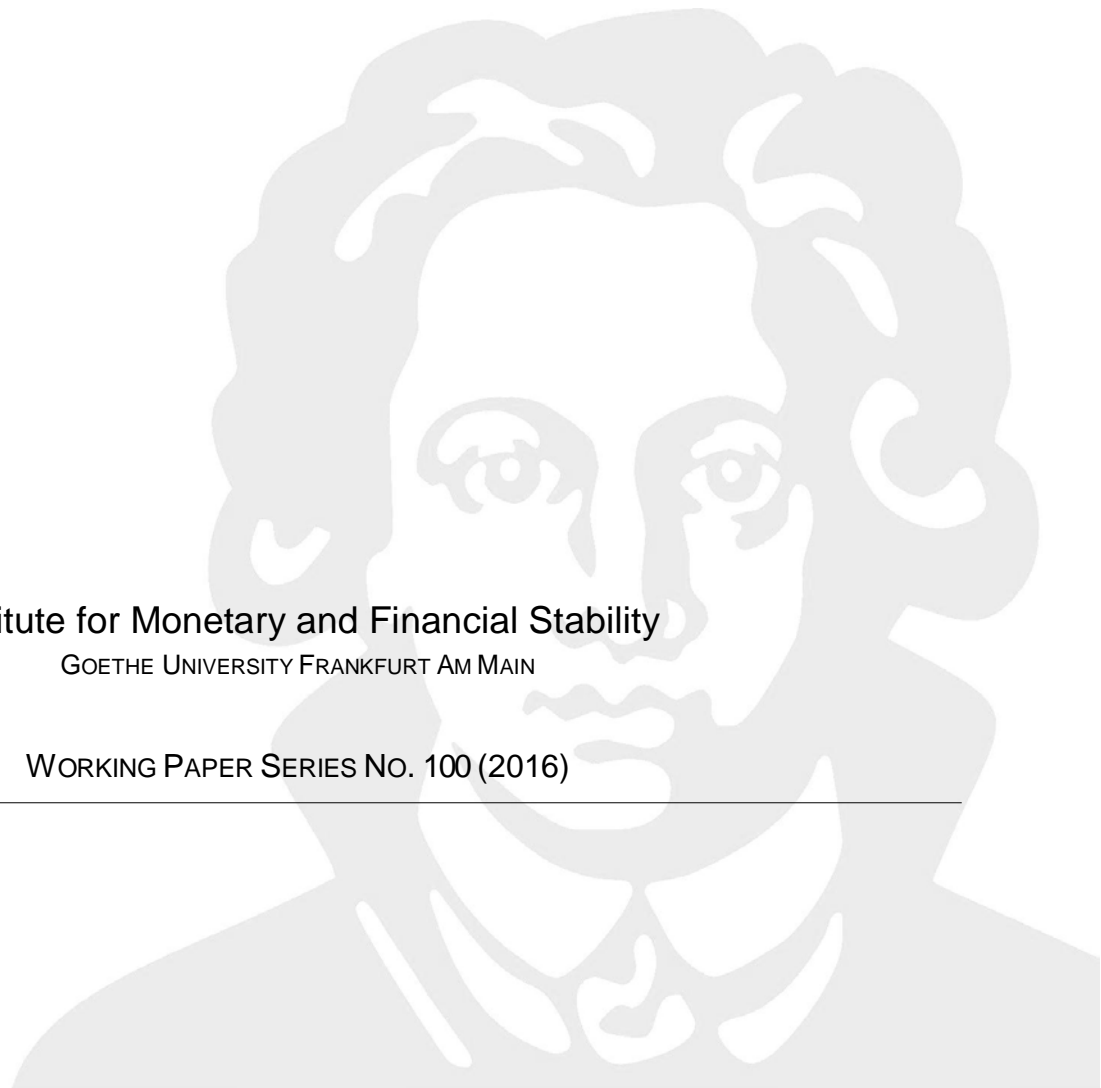 itute for Monetary and Financial Stability
GOETHE UNIVERSITY FRANKFURT AM MAIN
WORKING PAPER SERIES NO. 100 (2016)